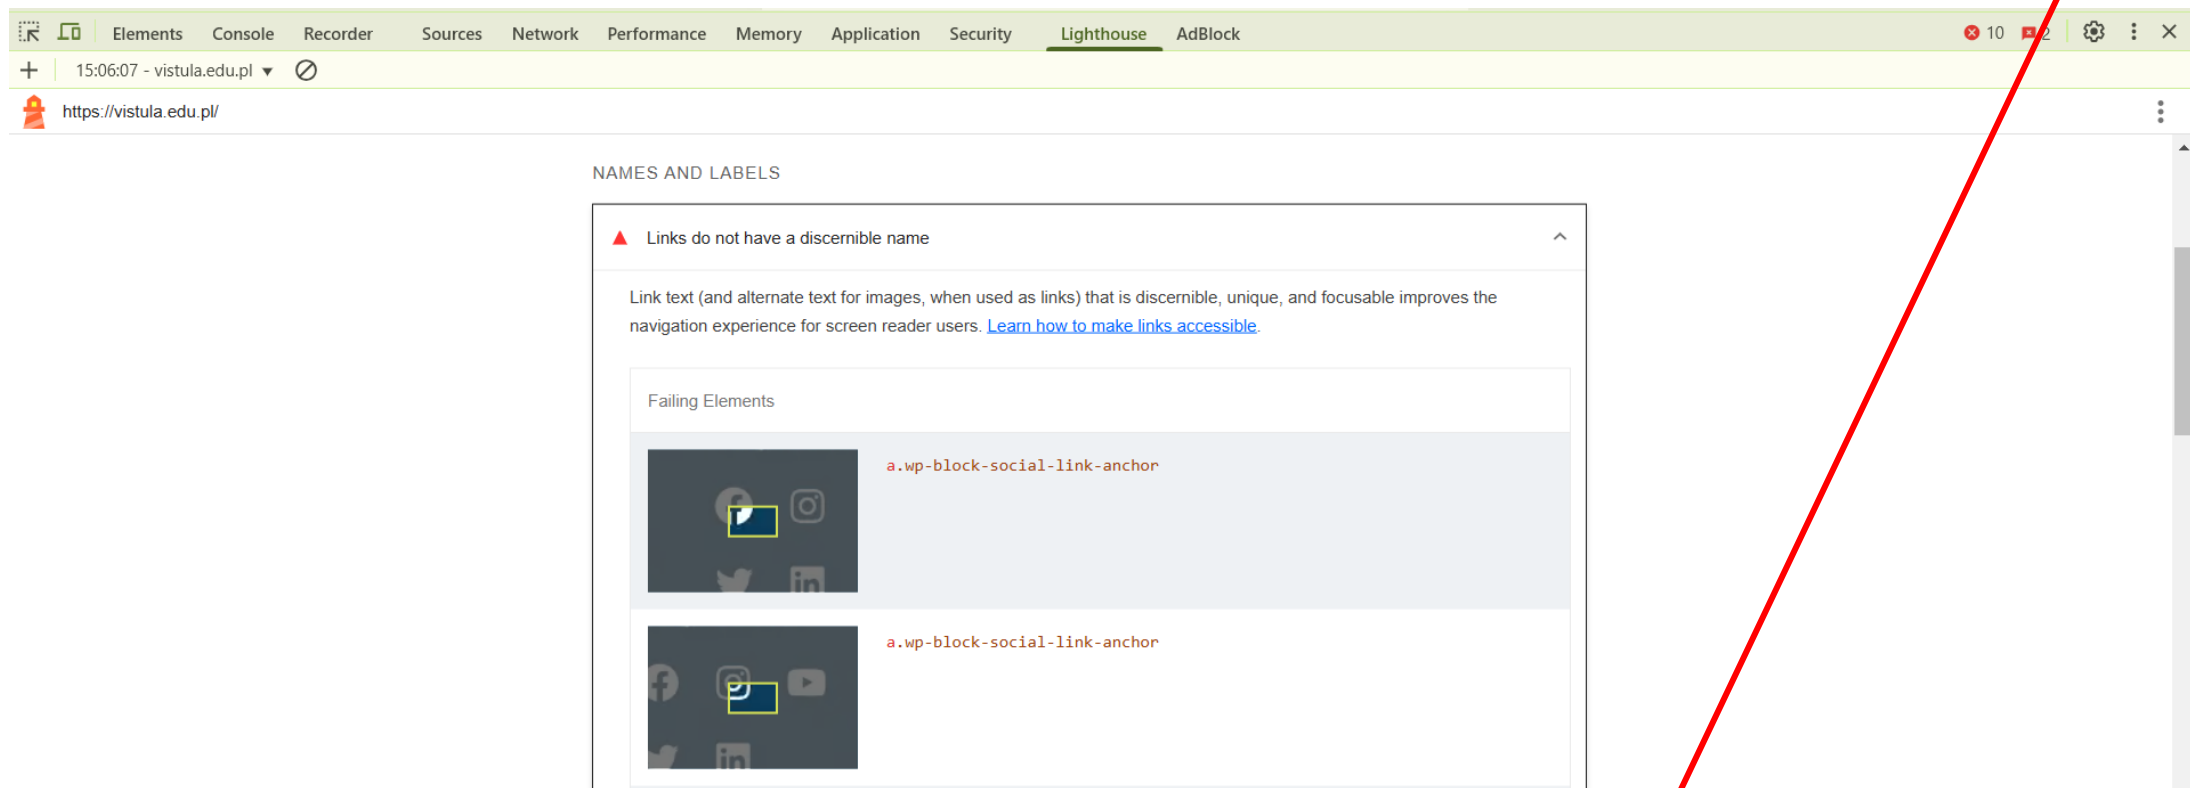 Elements Console Recorder Sources Network Performance Memory Application Security Lighthouse AdBlock 10 2
15:06:07 - vistula.edu.pl
https://vistula.edu.pl/
NAMES AND LABELS
Links do not have a discernible name
Link text (and alternate text for images, when used as links) that is discernible, unique, and focusable improves the
navigation experience for screen reader users. Learn how to make links accessible.
Failing Elements
a.wp-block-social-link-anchor
a.wp-block-social-link-anchor